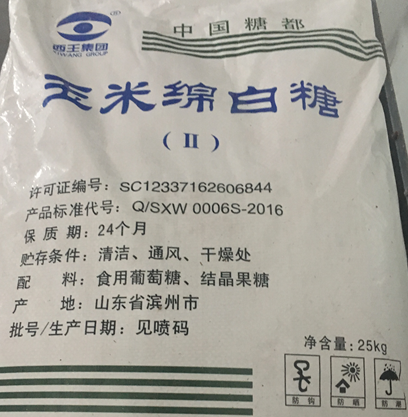 中国糖都
西王集团
XIWANG GROUP
玉米绵白糖
(Ⅱ)
许可证编号：SC12337162606844
产品标准代号：Q/SXW 0006S-2016
保质期：24个月
贮存条件：清洁、通风、干燥处
配料：食用葡萄糖、结晶果糖
产地：山东省滨州市
批号/生产日期：见喷码
净含量：25kg
防钩 防晒 防潮